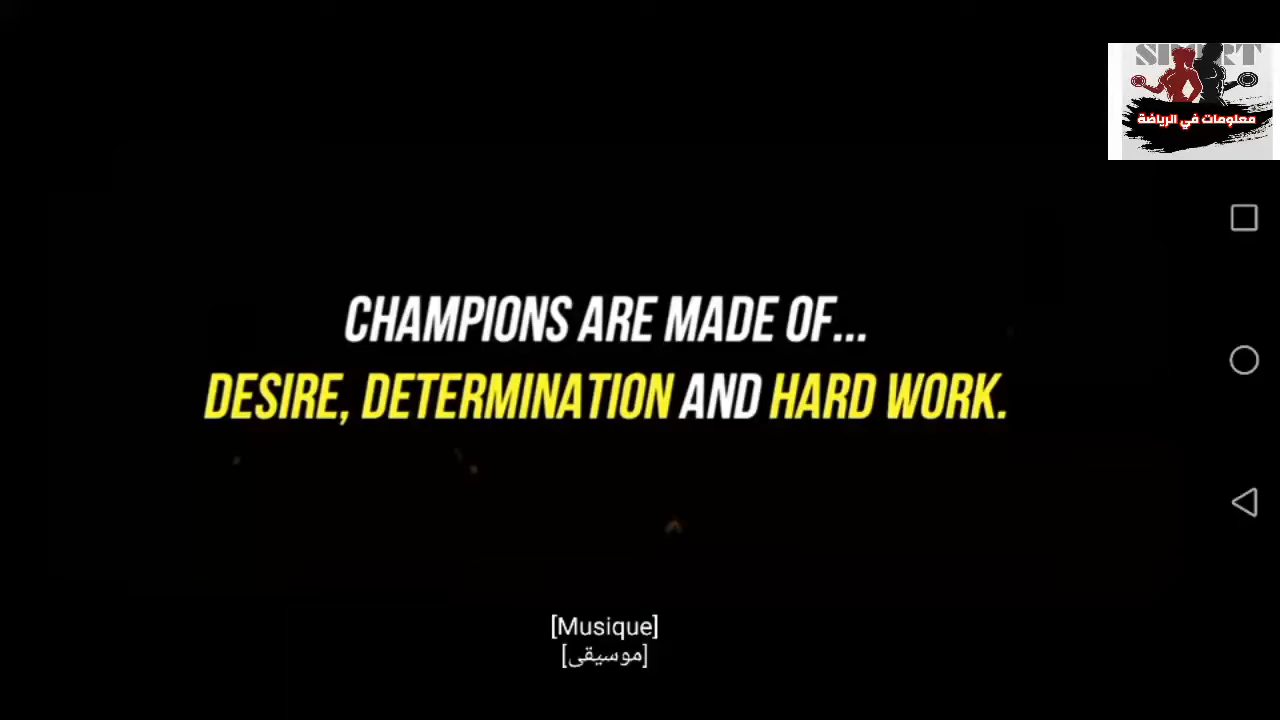 معلومات في الرياضة
CHAMPIONS ARE MADE OF...
DESIRE, DETERMINATION AND HARD WORK.
[Musique]
[موسيقى]